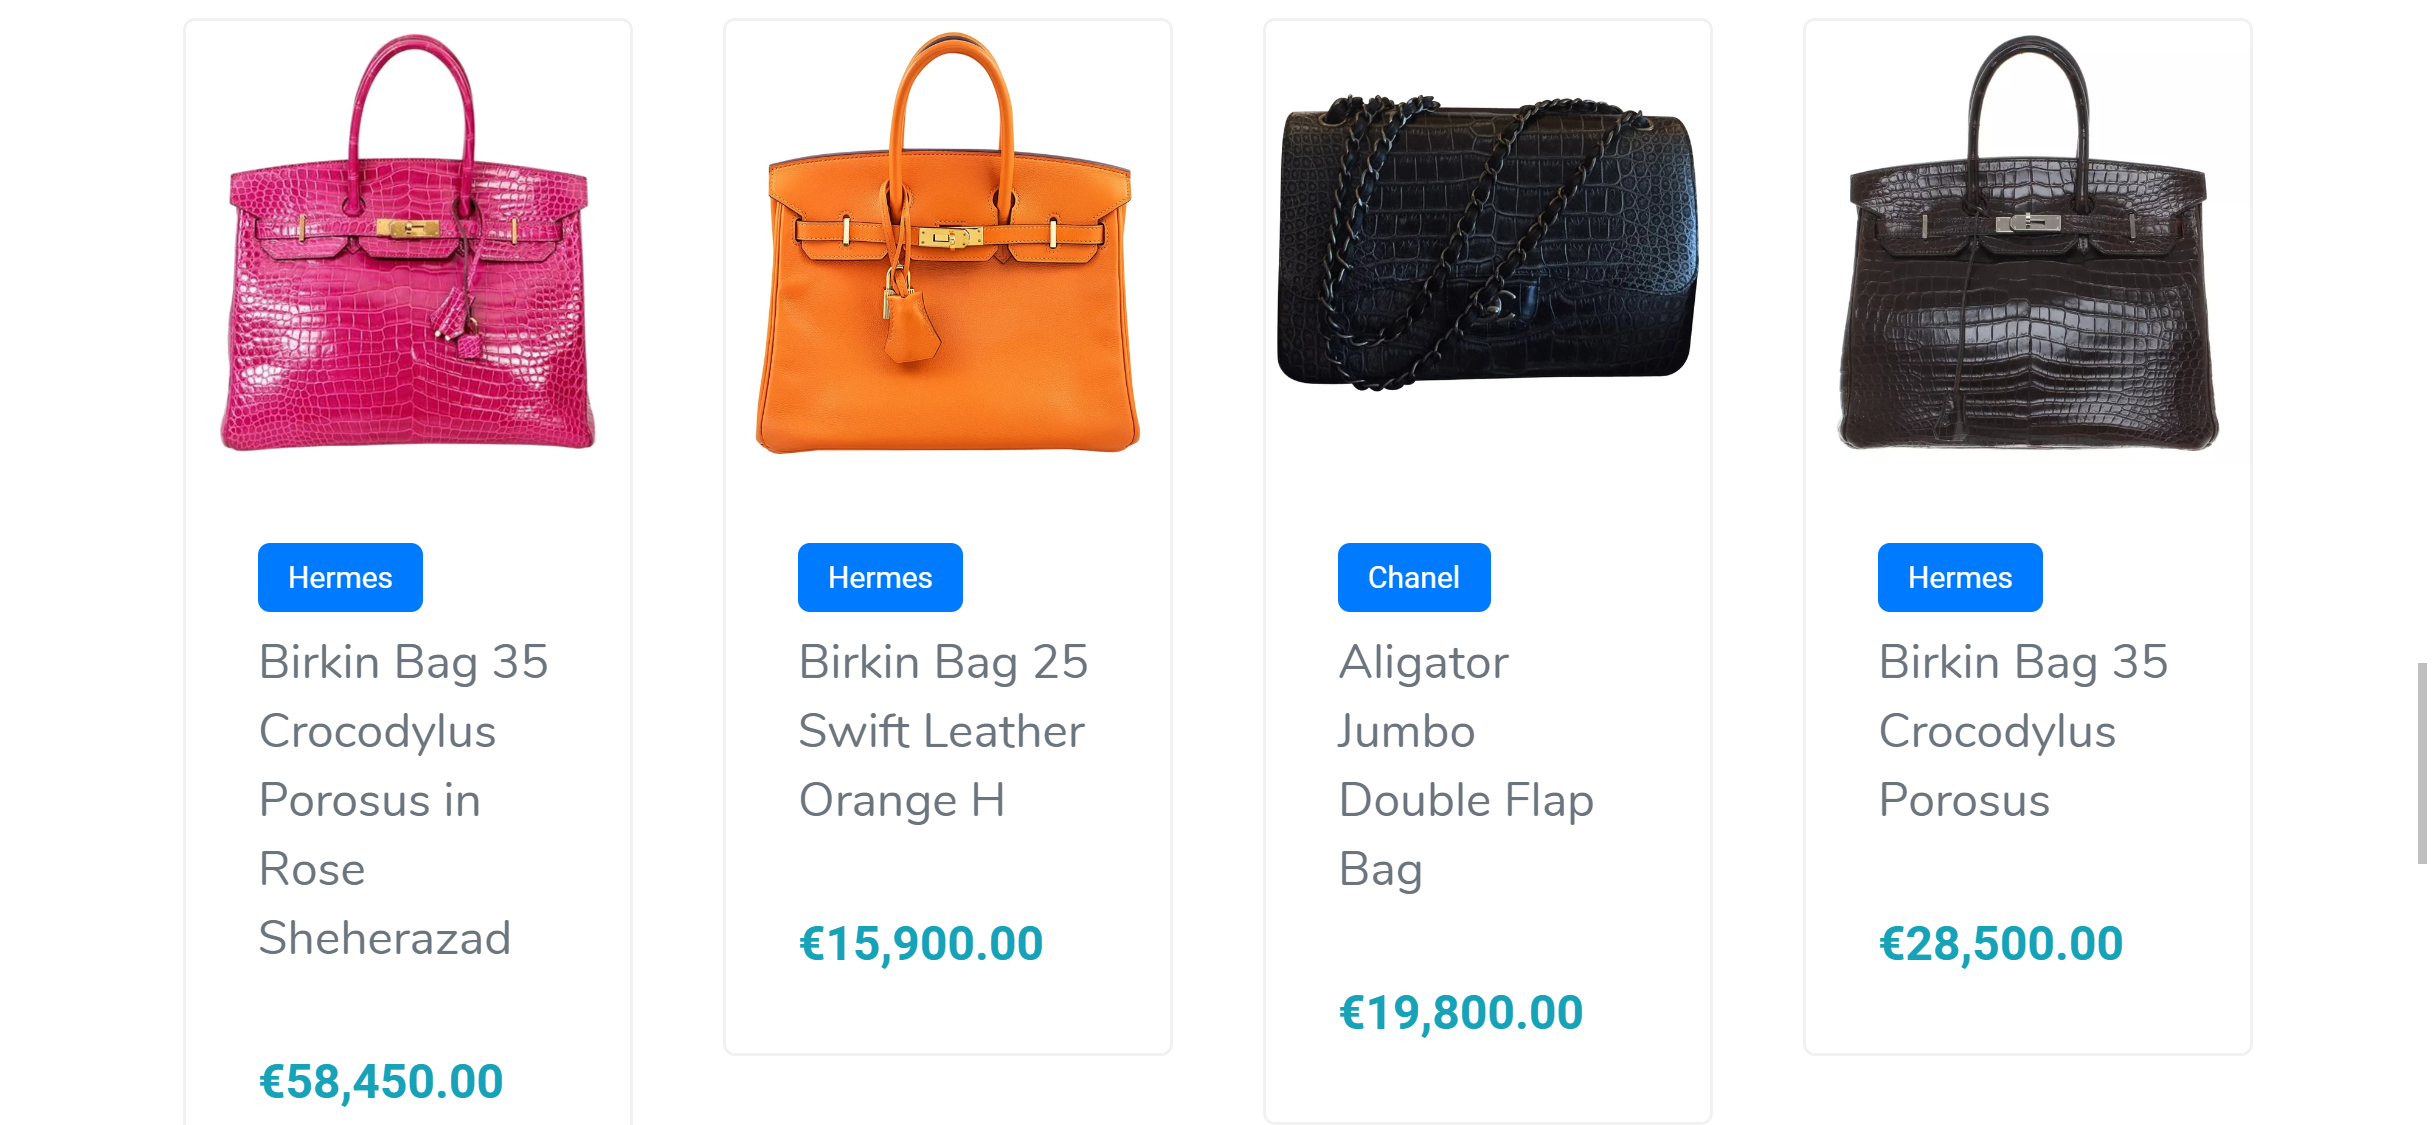 Hermes
Birkin Bag 35
Crocodylus
Porosus in
Rose
Sheherazad
€58,450.00
Hermes
Birkin Bag 25
Swift Leather
Orange H
€15,900.00
Chanel
Aligator
Jumbo
Double Flap
Bag
€19,800.00
Hermes
Birkin Bag 35
Crocodylus
Porosus
€28,500.00